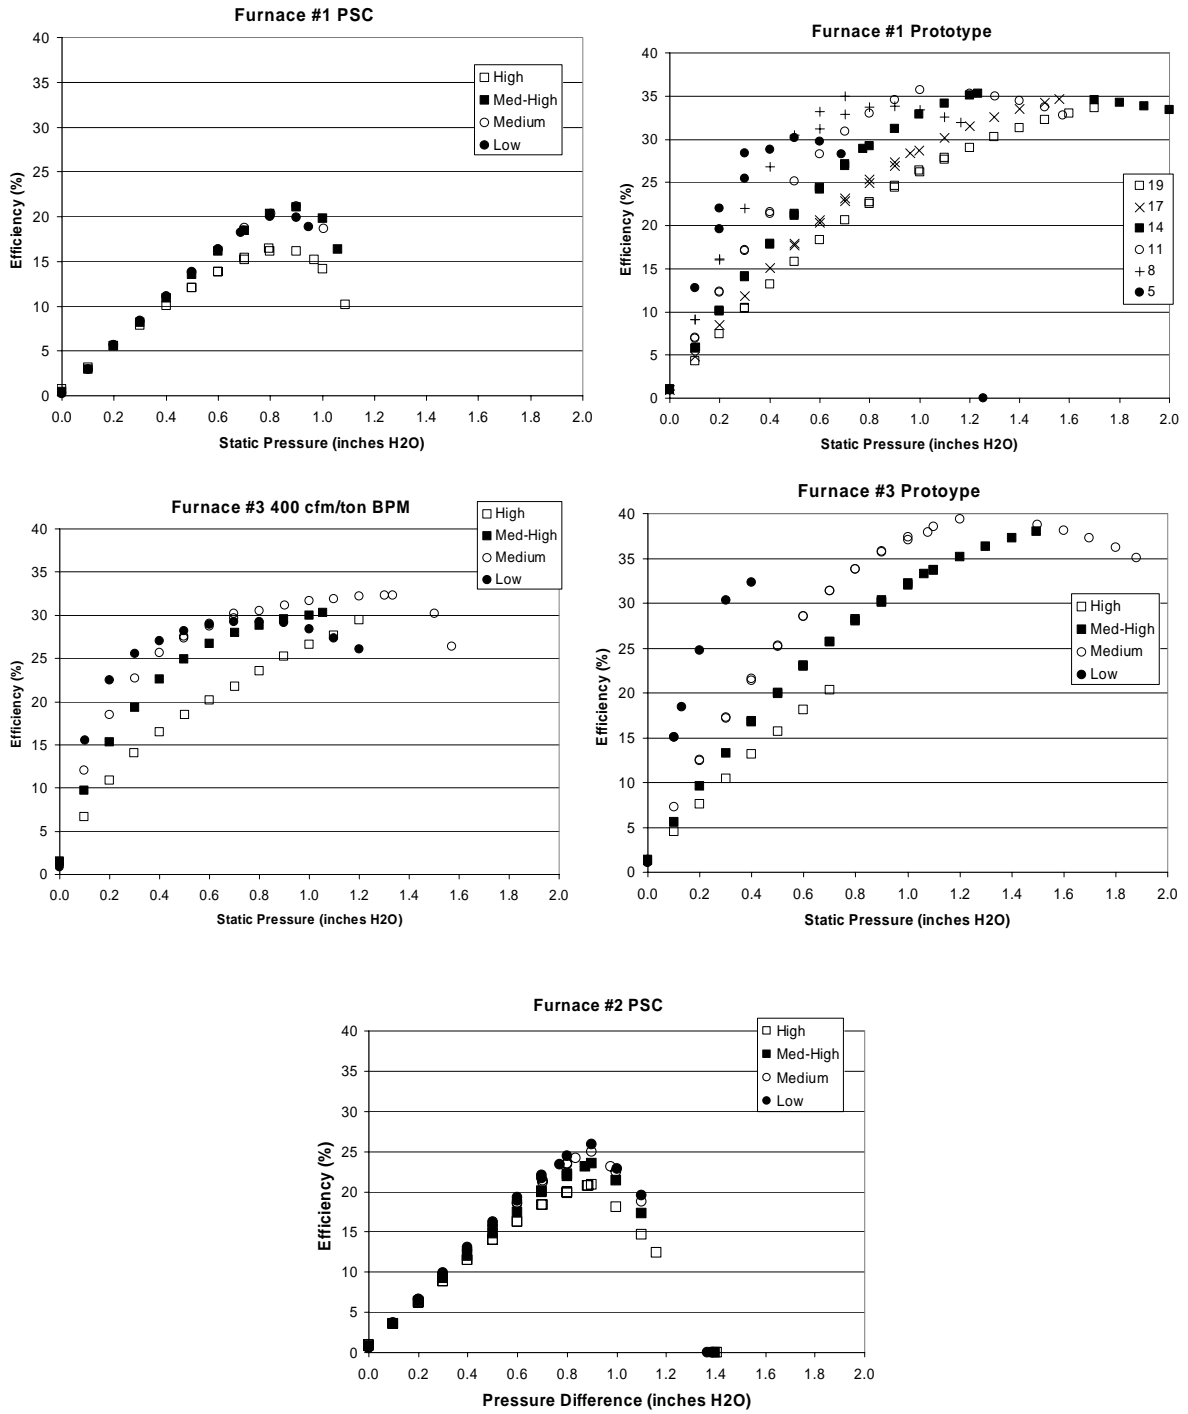 Furnace #1 PSC
40
35
30
25
20
15
10
5
0
Efficiency (%)
High
Med-High
Medium
Low
0.0 0.2 0.4 0.6 0.8 1.0 1.2 1.4 1.6 1.8 2.0
Static Pressure (inches H2O)
Furnace #1 Prototype
40
35
30
25
20
15
10
5
0
Efficiency (%)
19
17
14
11
8
5
0.0 0.2 0.4 0.6 0.8 1.0 1.2 1.4 1.6 1.8 2.0
Static Pressure (inches H2O)
Furnace #3 400 cfm/ton BPM
40
35
30
25
20
15
10
5
0
Efficiency (%)
High
Med-High
Medium
Low
0.0 0.2 0.4 0.6 0.8 1.0 1.2 1.4 1.6 1.8 2.0
Static Pressure (inches H2O)
Furnace #3 Protoype
40
35
30
25
20
15
10
5
0
Efficiency (%)
High
Med-High
Medium
Low
0.0 0.2 0.4 0.6 0.8 1.0 1.2 1.4 1.6 1.8 2.0
Static Pressure (inches H2O)
Furnace #2 PSC
40
35
30
25
20
15
10
5
0
Efficiency (%)
High
Med-High
Medium
Low
0.0 0.2 0.4 0.6 0.8 1.0 1.2 1.4 1.6 1.8 2.0
Pressure Difference (inches H2O)